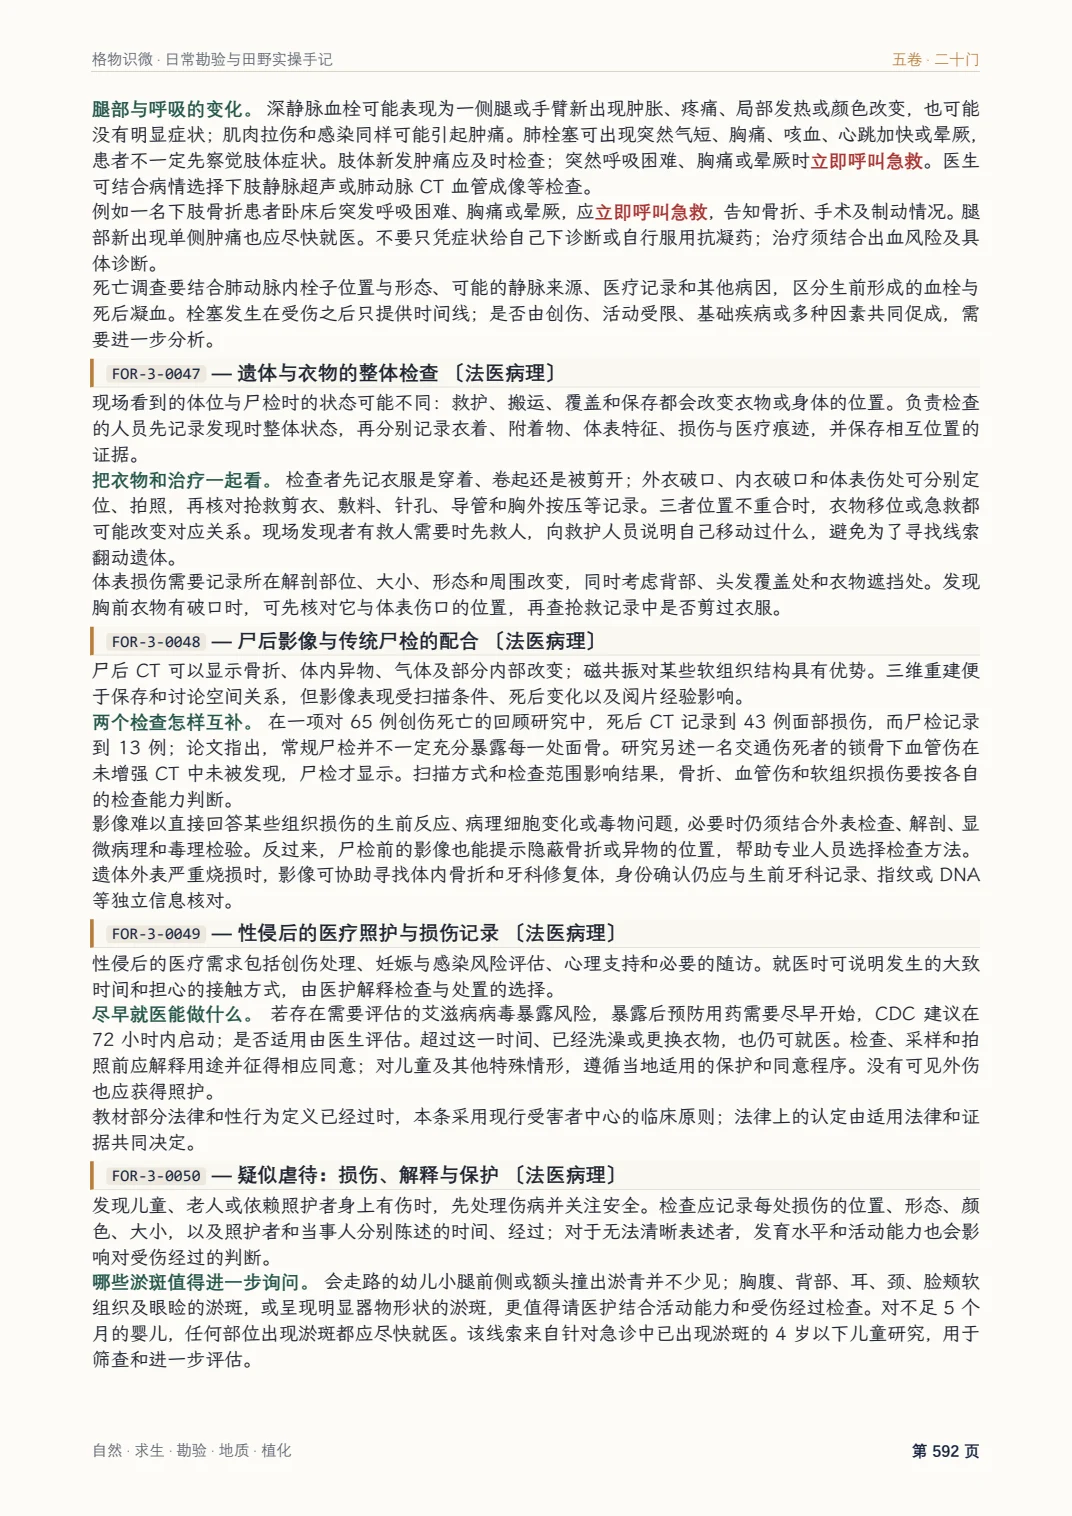 格物识微 · 日常勘验与田野实操手记
五卷 · 二十门
腿部与呼吸的变化。 深静脉血栓可能表现为一侧腿或手臂新出现肿胀、疼痛、局部发热或颜色改变，也可能
没有明显症状；肌肉拉伤和感染同样可能引起肿痛。肺栓塞可出现突然气短、胸痛、咳血、心跳加快或晕厥，
患者不一定先察觉肢体症状。肢体新发肿痛应及时检查；突然呼吸困难、胸痛或晕厥时立即呼叫急救。医生
可结合病情选择下肢静脉超声或肺动脉 CT 血管成像等检查。
例如一名下肢骨折患者卧床后突发呼吸困难、胸痛或晕厥，应立即呼叫急救，告知骨折、手术及制动情况。腿
部新出现单侧肿痛也应尽快就医。不要只凭症状给自己下诊断或自行服用抗凝药；治疗须结合出血风险及具
体诊断。
死亡调查要结合肺动脉内栓子位置与形态、可能的静脉来源、医疗记录和其他病因，区分生前形成的血栓与
死后凝血。栓塞发生在受伤之后只提供时间线；是否由创伤、活动受限、基础疾病或多种因素共同促成，需
要进一步分析。
FOR-3-0047 — 遗体与衣物的整体检查 〔法医病理〕
现场看到的体位与尸检时的状态可能不同：救护、搬运、覆盖和保存都会改变衣物或身体的位置。负责检查
的人员先记录发现时整体状态，再分别记录衣着、附着物、体表特征、损伤与医疗痕迹，并保存相互位置的
证据。
把衣物和治疗一起看。 检查者先记衣服是穿着、卷起还是被剪开；外衣破口、内衣破口和体表伤处可分别定
位、拍照，再核对抢救剪衣、敷料、针孔、导管和胸外按压等记录。三者位置不重合时，衣物移位或急救都
可能改变对应关系。现场发现者有救人需要时先救人，向救护人员说明自己移动过什么，避免为了寻找线索
翻动遗体。
体表损伤需要记录所在解剖部位、大小、形态和周围改变，同时考虑背部、头发覆盖处和衣物遮挡处。发现
胸前衣物有破口时，可先核对它与体表伤口的位置，再查抢救记录中是否剪过衣服。
FOR-3-0048 — 尸后影像与传统尸检的配合 〔法医病理〕
尸后 CT 可以显示骨折、体内异物、气体及部分内部改变；磁共振对某些软组织结构具有优势。三维重建便
于保存和讨论空间关系，但影像表现受扫描条件、死后变化以及阅片经验影响。
两个检查怎样互补。 在一项对 65 例创伤死亡的回顾研究中，死后 CT 记录到 43 例面部损伤，而尸检记录
到 13 例；论文指出，常规尸检并不一定充分暴露每一处面骨。研究另述一名交通伤死者的锁骨下血管伤在
未增强 CT 中未被发现，尸检才显示。扫描方式和检查范围影响结果，骨折、血管伤和软组织损伤要按各自
的检查能力判断。
影像难以直接回答某些组织损伤的生前反应、病理细胞变化或毒物问题，必要时仍须结合外表检查、解剖、显
微病理和毒理检验。反过来，尸检前的影像也能提示隐蔽骨折或异物的位置，帮助专业人员选择检查方法。
遗体外表严重烧损时，影像可协助寻找体内骨折和牙科修复体，身份确认仍应与生前牙科记录、指纹或 DNA
等独立信息核对。
FOR-3-0049 — 性侵后的医疗照护与损伤记录 〔法医病理〕
性侵后的医疗需求包括创伤处理、妊娠与感染风险评估、心理支持和必要的随访。就医时可说明发生的大致
时间和担心的接触方式，由医护解释检查与处置的选择。
尽早就医能做什么。 若存在需要评估的艾滋病病毒暴露风险，暴露后预防用药需要尽早开始，CDC 建议在
72 小时内启动；是否适用由医生评估。超过这一时间、已经洗澡或更换衣物，也仍可就医。检查、采样和拍
照前应解释用途并征得相应同意；对儿童及其他特殊情形，遵循当地适用的保护和同意程序。没有可见外伤
也应获得照护。
教材部分法律和性行为定义已经过时，本条采用现行受害者中心的临床原则；法律上的认定由适用法律和证
据共同决定。
FOR-3-0050 — 疑似虐待：损伤、解释与保护 〔法医病理〕
发现儿童、老人或依赖照护者身上有伤时，先处理伤病并关注安全。检查应记录每处损伤的位置、形态、颜
色、大小，以及照护者和当事人分别陈述的时间、经过；对于无法清晰表述者，发育水平和活动能力也会影
响对受伤经过的判断。
哪些淤斑值得进一步询问。 会走路的幼儿小腿前侧或额头撞出淤青并不少见；胸腹、背部、耳、颈、脸颊软
组织及眼睑的淤斑，或呈现明显器物形状的淤斑，更值得请医护结合活动能力和受伤经过检查。对不足 5 个
月的婴儿，任何部位出现淤斑都应尽快就医。该线索来自针对急诊中已出现淤斑的 4 岁以下儿童研究，用于
筛查和进一步评估。
自然 · 求生 · 勘验 · 地质 · 植化
第 592 页